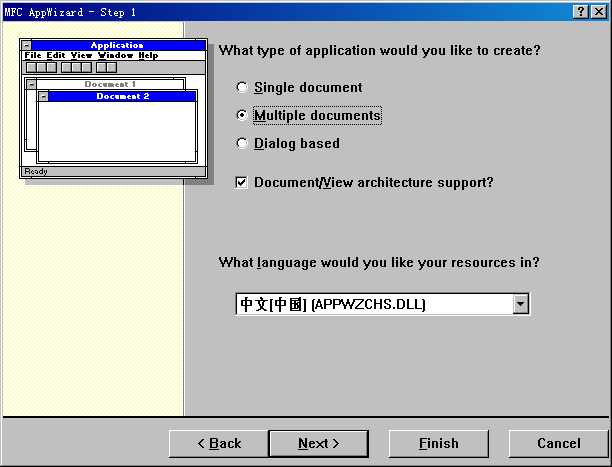 MFC AppWizard - Step 1
Application
File Edit View Window Help
Document 1
Document 2
Ready
What type of application would you like to create?
Single document
Multiple documents
Dialog based
Document/View architecture support?
What language would you like your resources in?
中文[中国] (APPWZCHS.DLL)
< Back
Next >
Finish
Cancel